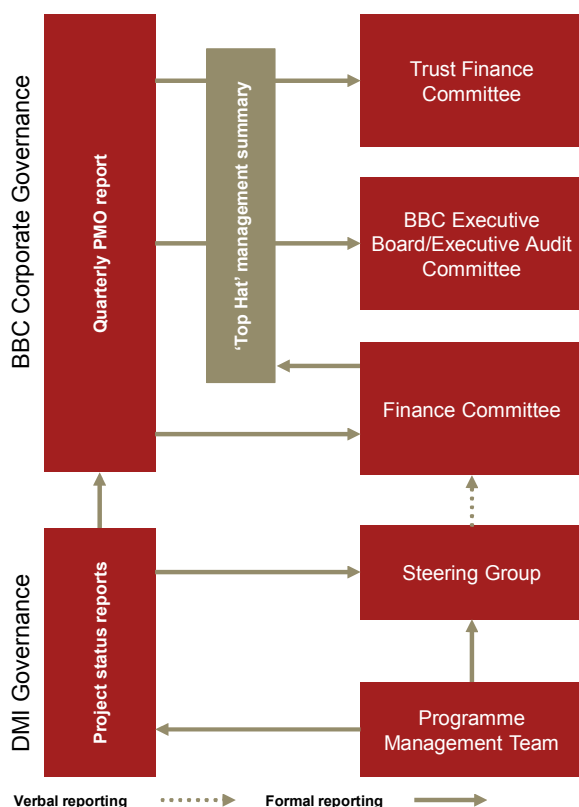 BBC Corporate Governance
Quarterly PMO report
'Top Hat' management summary
Trust Finance
Committee
BBC Executive
Board/Executive Audit
Committee
Finance Committee
DMI Governance
Project status reports
Steering Group
Programme
Management Team
Verbal reporting
Formal reporting